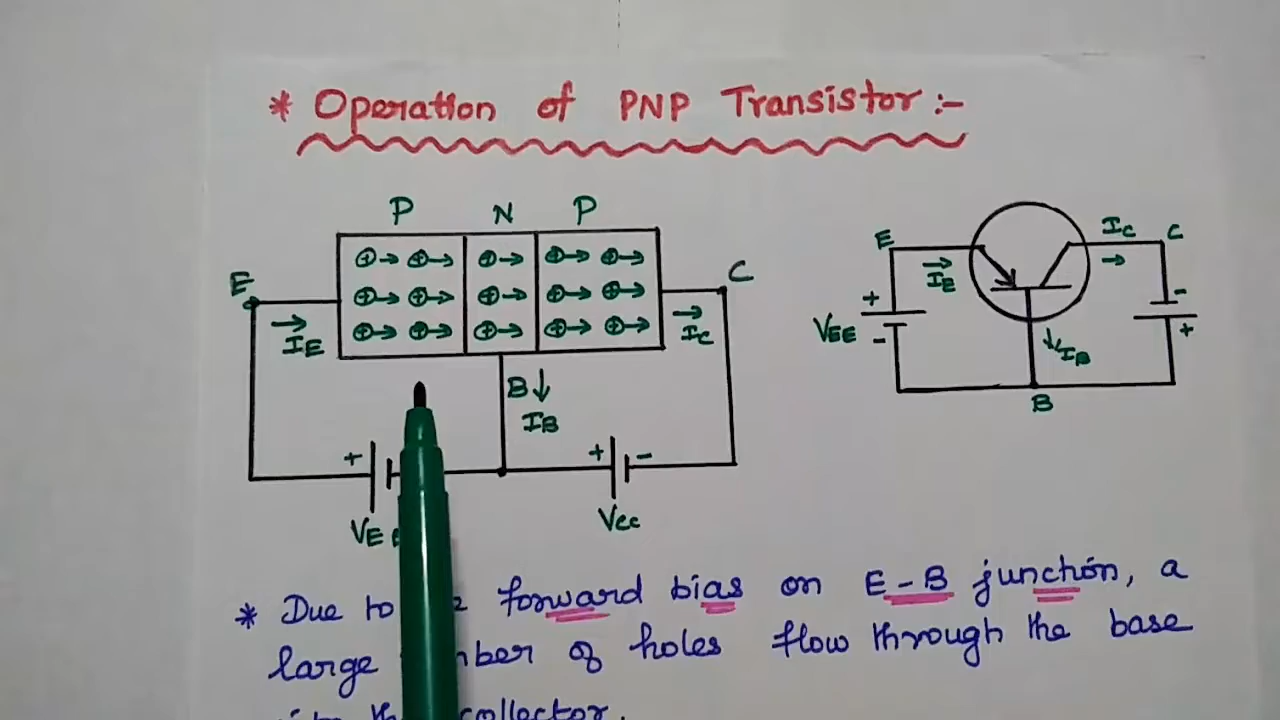 * Operation of PNP Transistor :-
P N P
E C
IE IC
B
IB
+ + -
VE Vcc
E IC C
IE
+ -
VEE
- +
IB
B
* Due to forward bias on E-B junction, a
large of holes flow through the base
collector.